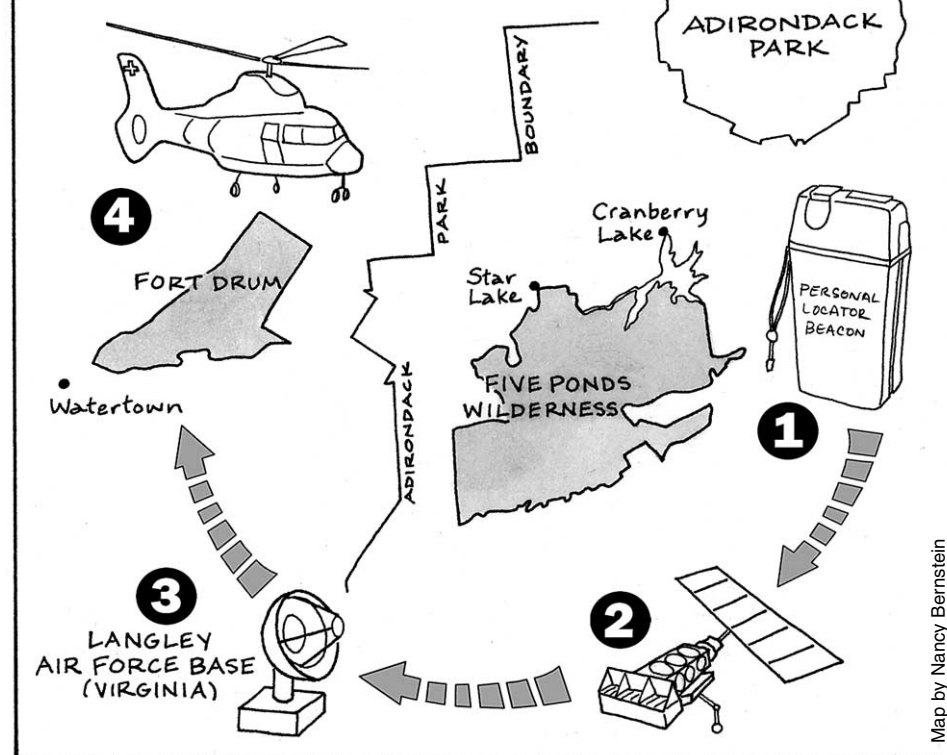 ADIRONDACK
PARK
BOUNDARY
PARK
ADIRONDACK
4
FORT DRUM
Watertown
Cranberry
Lake
Star
Lake
FIVE PONDS
WILDERNESS
PERSONAL
LOCATOR
BEACON
1
2
3
LANGLEY
AIR FORCE BASE
(VIRGINIA)
Map by Nancy Bernstein